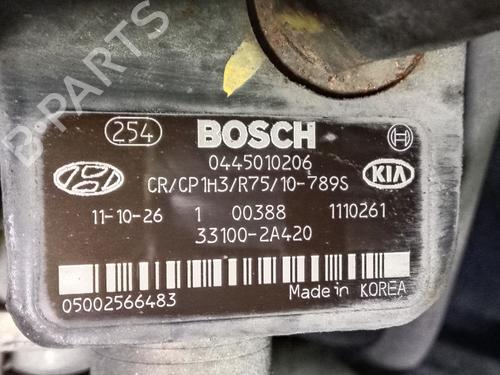 254 BOSCH
0445010206
CR/CP1H3/R75/10-789S
KIA
11-10-26 1 00388 1110261
33100-2A420
05002566483 Made in KOREA
B-PARTS